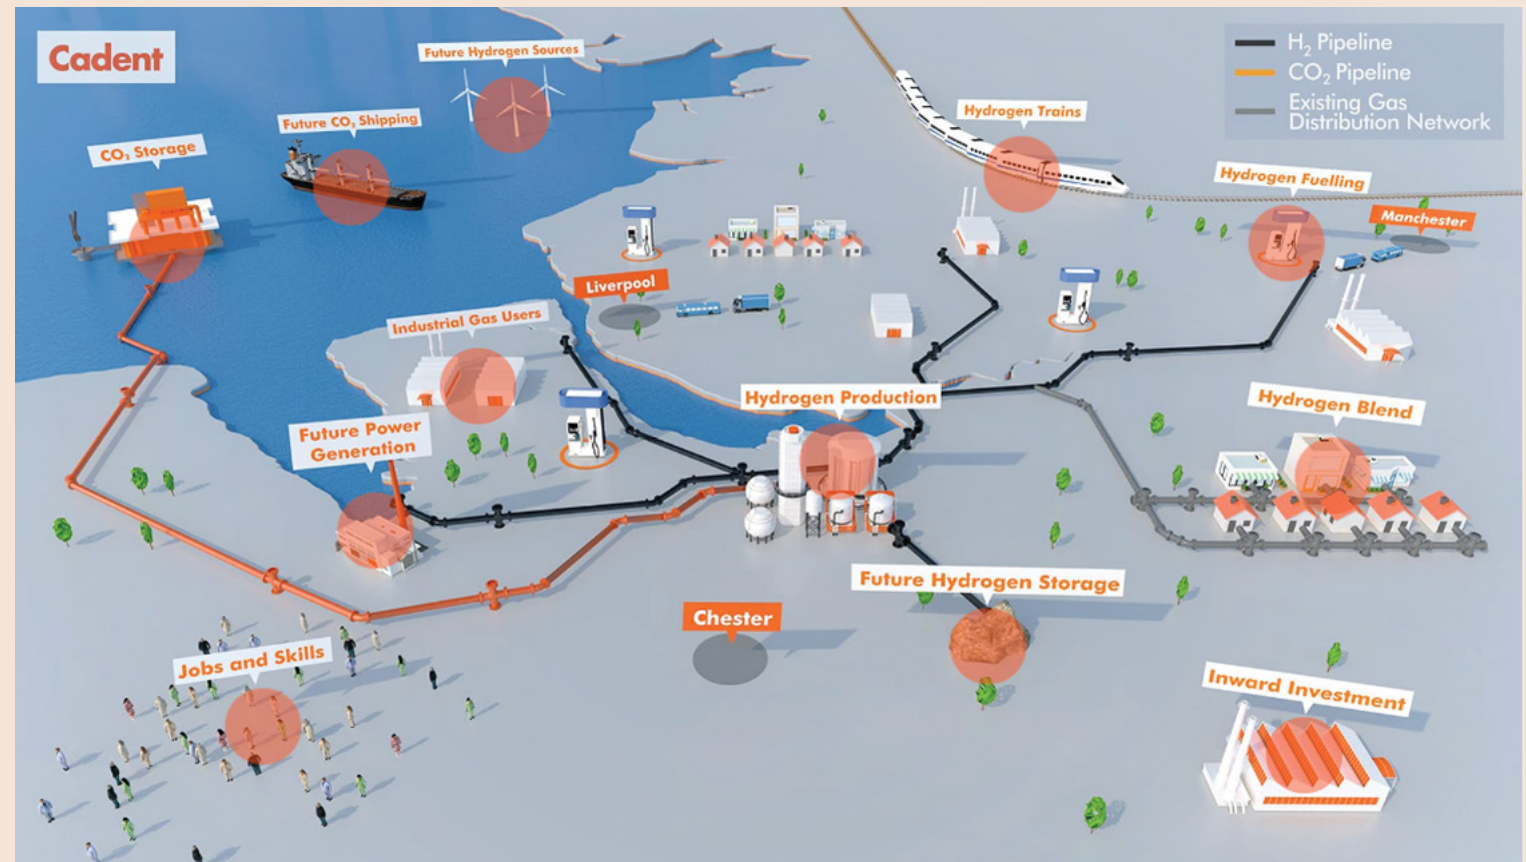 Cadent
Future Hydrogen Sources
H₂ Pipeline
CO₂ Pipeline
Existing Gas
Distribution Network
Future CO₂ Shipping
Hydrogen Trains
CO₂ Storage
Hydrogen Fuelling
Manchester
Liverpool
Industrial Gas Users
Hydrogen Production
Hydrogen Blend
Future Power
Generation
Future Hydrogen Storage
Chester
Jobs and Skills
Inward Investment